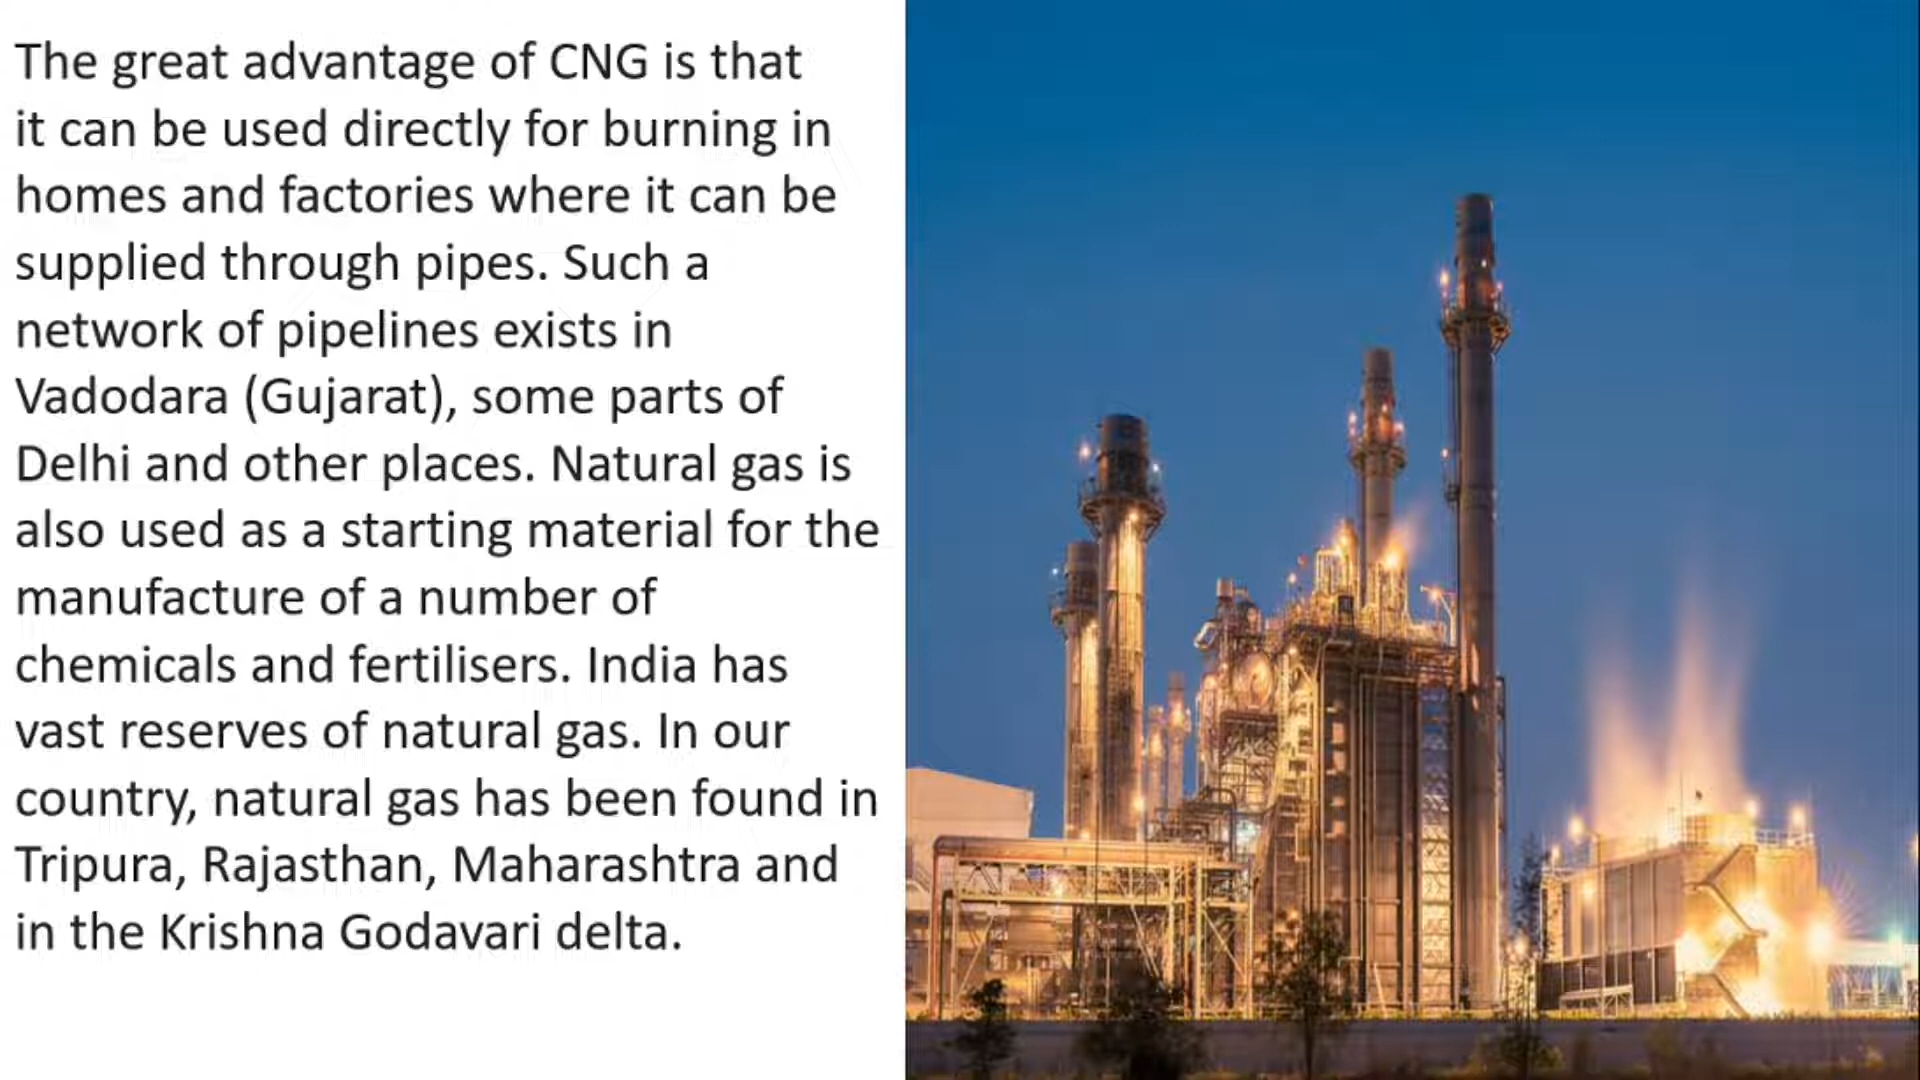 The great advantage of CNG is that
it can be used directly for burning in
homes and factories where it can be
supplied through pipes. Such a
network of pipelines exists in
Vadodara (Gujarat), some parts of
Delhi and other places. Natural gas is
also used as a starting material for the
manufacture of a number of
chemicals and fertilisers. India has
vast reserves of natural gas. In our
country, natural gas has been found in
Tripura, Rajasthan, Maharashtra and
in the Krishna Godavari delta.